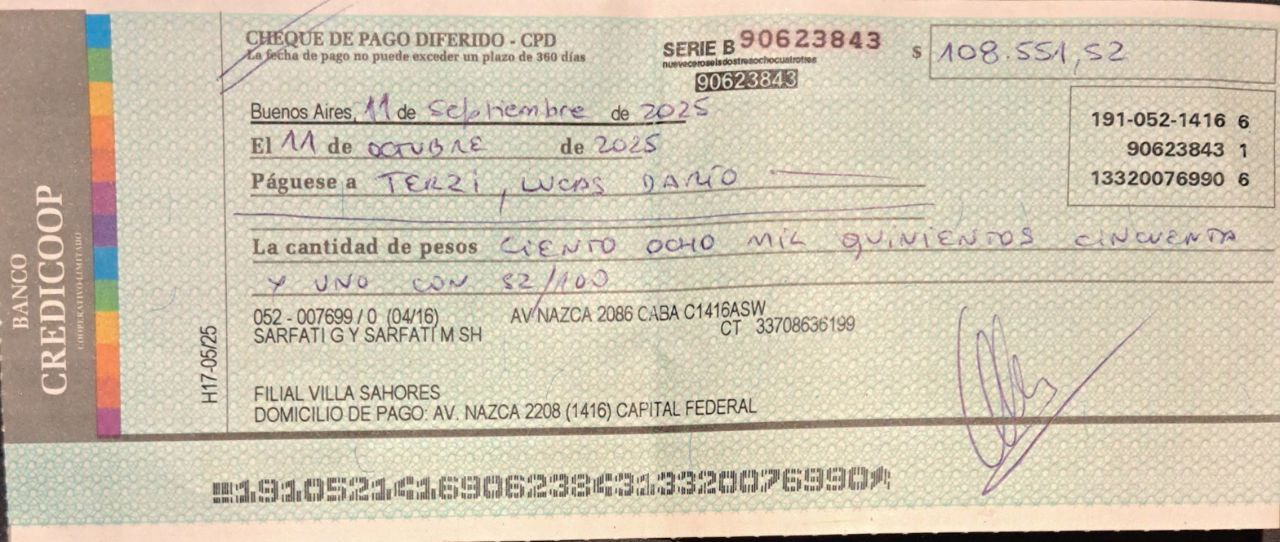 BANCO
CREDICOOP
COOPERATIVO LIMITADO
H17-05/25
CHEQUE DE PAGO DIFERIDO - CPD
La fecha de pago no puede exceder un plazo de 360 días
SERIE B 90623843
nueveceroseisdostresochocuatrotres
90623843
$ 108.551,52
Buenos Aires, 11 de Septiembre de 2025
El 11 de OCTUBRE de 2025
Páguese a TERZI, LUCAS DARÍO
191-052-1416 6
90623843 1
13320076990 6
La cantidad de pesos CIENTO OCHO MIL QUINIENTOS CINCUENTA
Y UNO CON 52/100
052 - 007699 / 0 (04/16) AV NAZCA 2086 CABA C1416ASW
SARFATI G Y SARFATI M SH CT 33708636199
FILIAL VILLA SAHORES
DOMICILIO DE PAGO: AV. NAZCA 2208 (1416) CAPITAL FEDERAL
19105214169062384313320076990